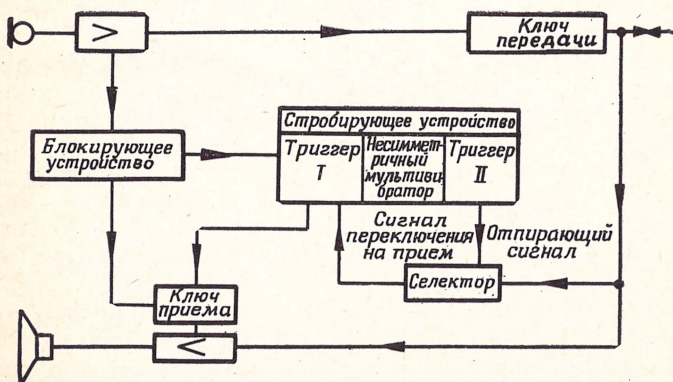 >
Ключ
передачи
Блокирующее
устройство
Стробирующее устройство
Триггер
I
Несиммет-
ричный
мультиви-
братор
Триггер
II
Сигнал
переключения
на прием
Отпирающий
сигнал
Селектор
Ключ
приема
<